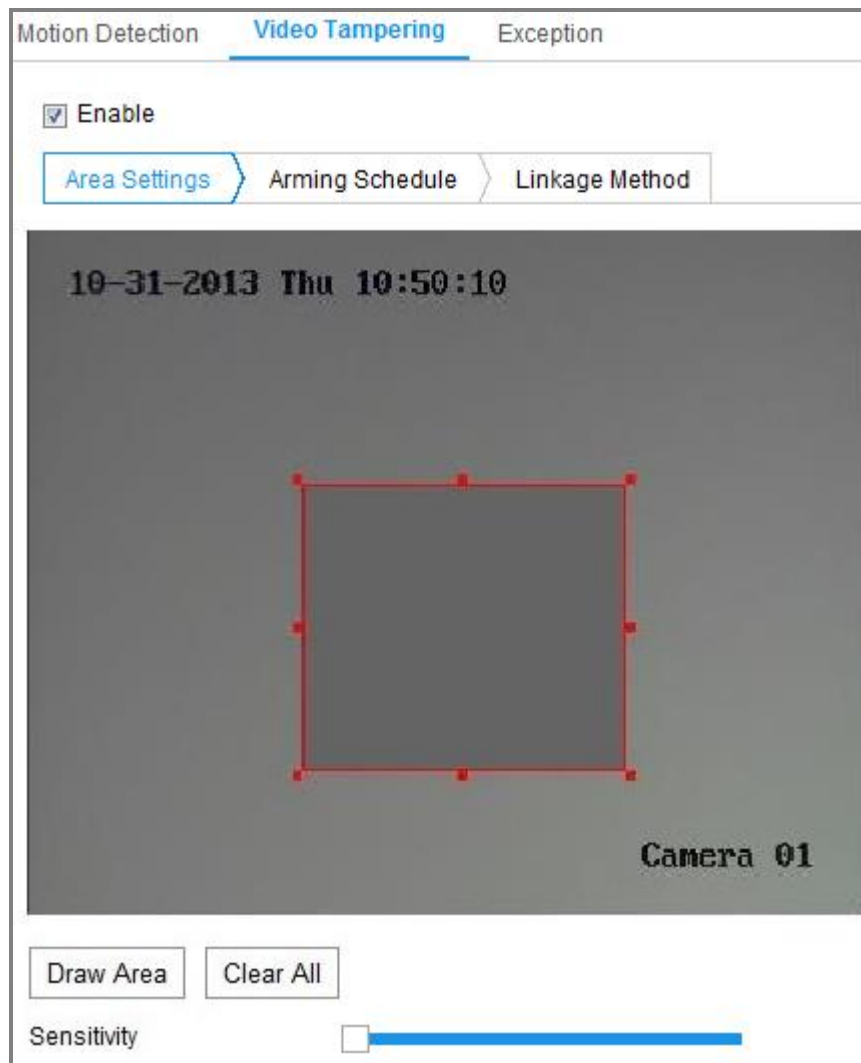 Motion Detection Video Tampering Exception
Enable
Area Settings Arming Schedule Linkage Method
10-31-2013 Thu 10:50:10
Camera 01
Draw Area Clear All
Sensitivity